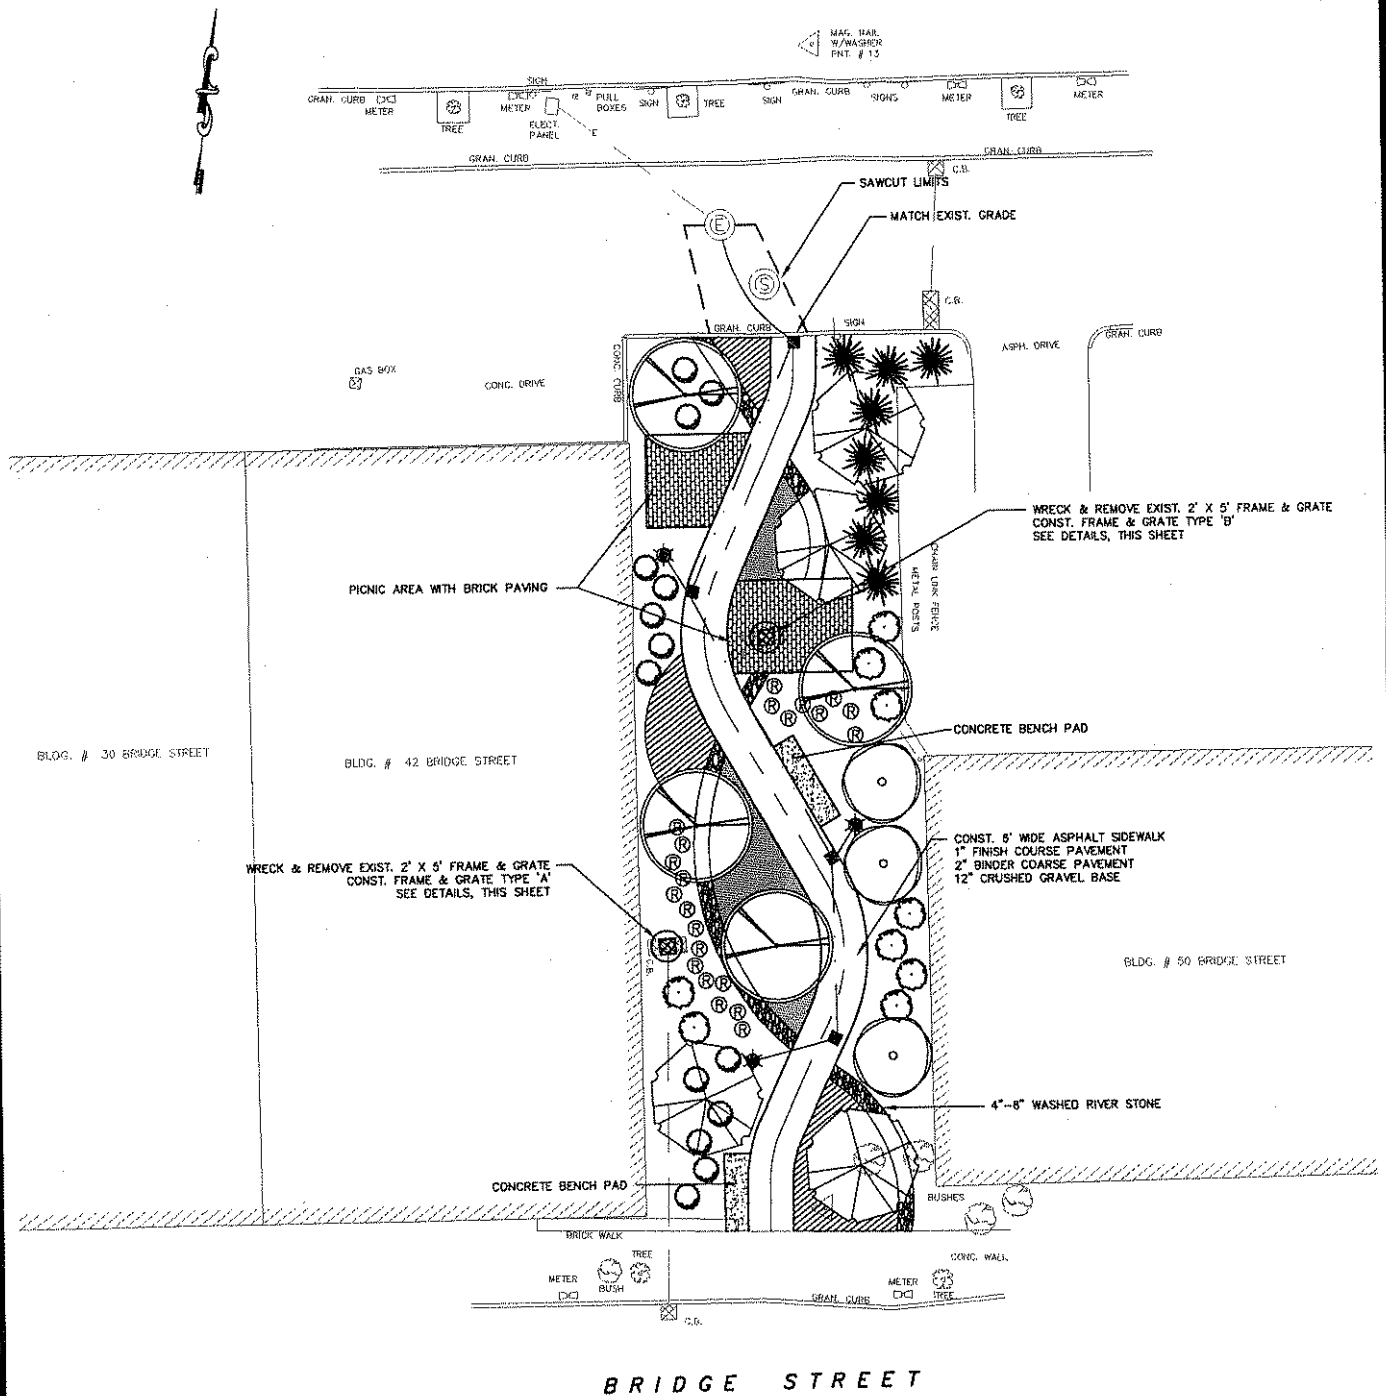 MAG. NAIL
W/WASHER
PNT. # 13
SIGN
GRAN. CURB
METER
TREE
METER
ELECT.
PANEL
E
PULL
BOXES
SIGN
TREE
SIGN
GRAN. CURB
SIGNS
METER
TREE
METER
GRAN. CURB
GRAN. CURB
C.B.
SAWCUT LIMITS
MATCH EXIST. GRADE
E
S
C.B.
GRAN. CURB
SIGN
ASPH. DRIVE
GRAN. CURB
CONC. CURB
GAS BOX
CONC. DRIVE
WRECK & REMOVE EXIST. 2' X 5' FRAME & GRATE
CONST. FRAME & GRATE TYPE 'B'
SEE DETAILS, THIS SHEET
CHAIN LINK FENCE
METAL POSTS
PICNIC AREA WITH BRICK PAVING
R
R
R
R
R
R
R
R
CONCRETE BENCH PAD
BLDG. # 30 BRIDGE STREET
BLDG. # 42 BRIDGE STREET
CONST. 5' WIDE ASPHALT SIDEWALK
1" FINISH COURSE PAVEMENT
2" BINDER COARSE PAVEMENT
12" CRUSHED GRAVEL BASE
WRECK & REMOVE EXIST. 2' X 5' FRAME & GRATE
CONST. FRAME & GRATE TYPE 'A'
SEE DETAILS, THIS SHEET
R
R
R
R
R
R
R
R
R
R
R
R
R
R
C.B.
BLDG. # 50 BRIDGE STREET
4"-8" WASHED RIVER STONE
CONCRETE BENCH PAD
BUSHES
BRICK WALK
CONC. WALL
METER
TREE
BUSH
METER
TREE
GRAN. CURB
C.B.
BRIDGE STREET